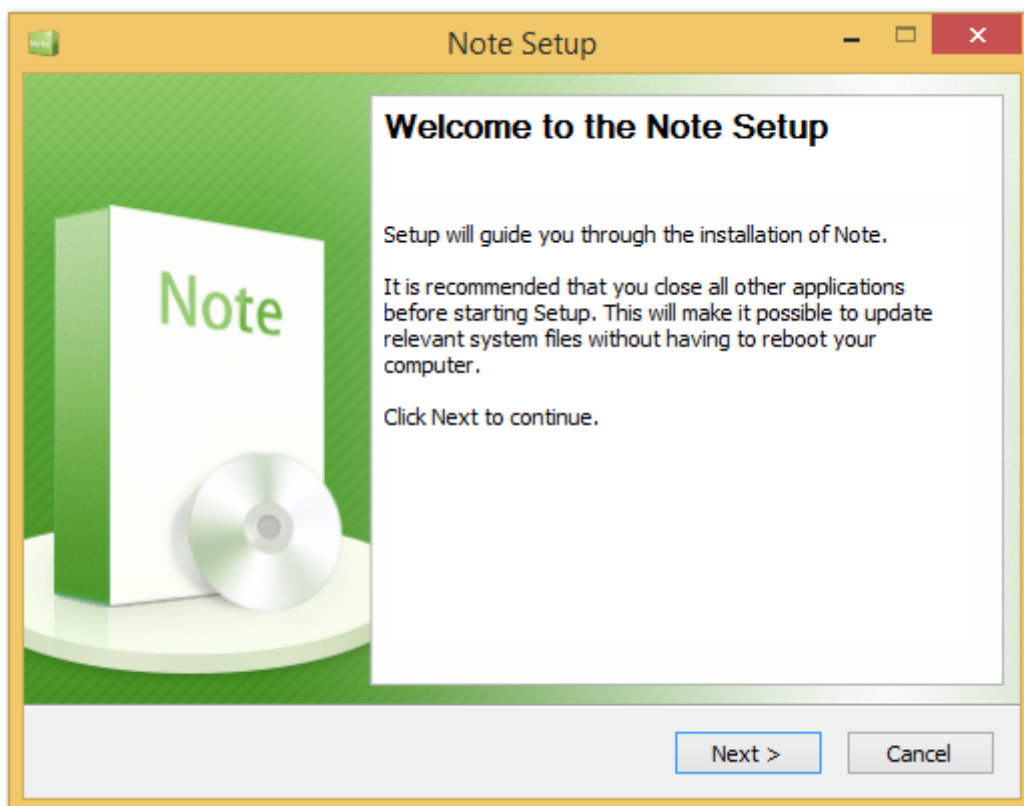 Note Setup
Note
Welcome to the Note Setup
Setup will guide you through the installation of Note.
It is recommended that you close all other applications
before starting Setup. This will make it possible to update
relevant system files without having to reboot your
computer.
Click Next to continue.
Next >
Cancel